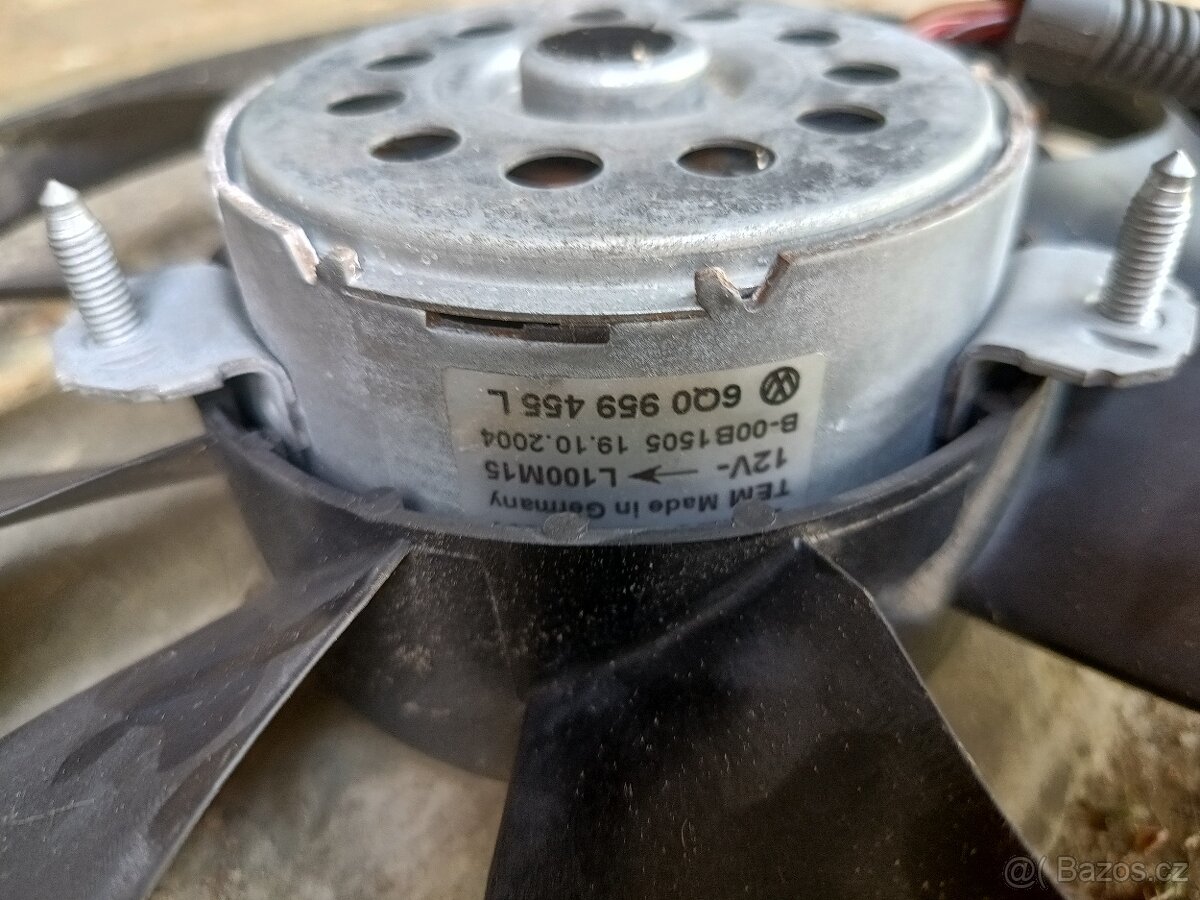 TEM Made in Germany
12V- L100M15
B-00B1505 19.10.2004
6Q0 959 455 L
@( Bazos.cz